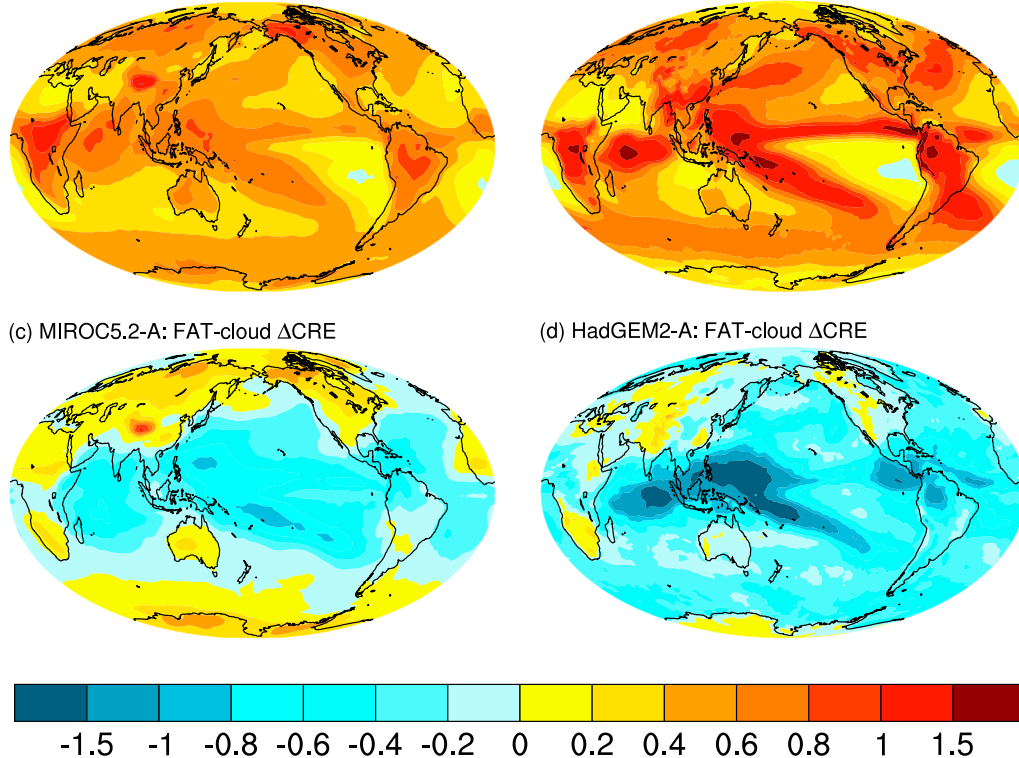 (c) MIROC5.2-A: FAT-cloud ΔCRE
(d) HadGEM2-A: FAT-cloud ΔCRE
-1.5 -1 -0.8 -0.6 -0.4 -0.2 0 0.2 0.4 0.6 0.8 1 1.5